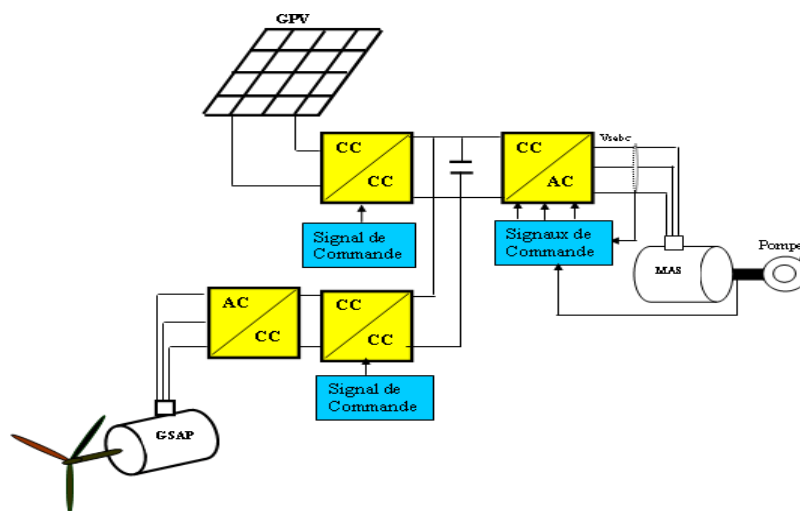 GPV
CC
CC
CC
AC
Vsabc
Signal de
Commande
Signaux de
Commande
Pompe
MAS
AC
CC
CC
CC
Signal de
Commande
GSAP